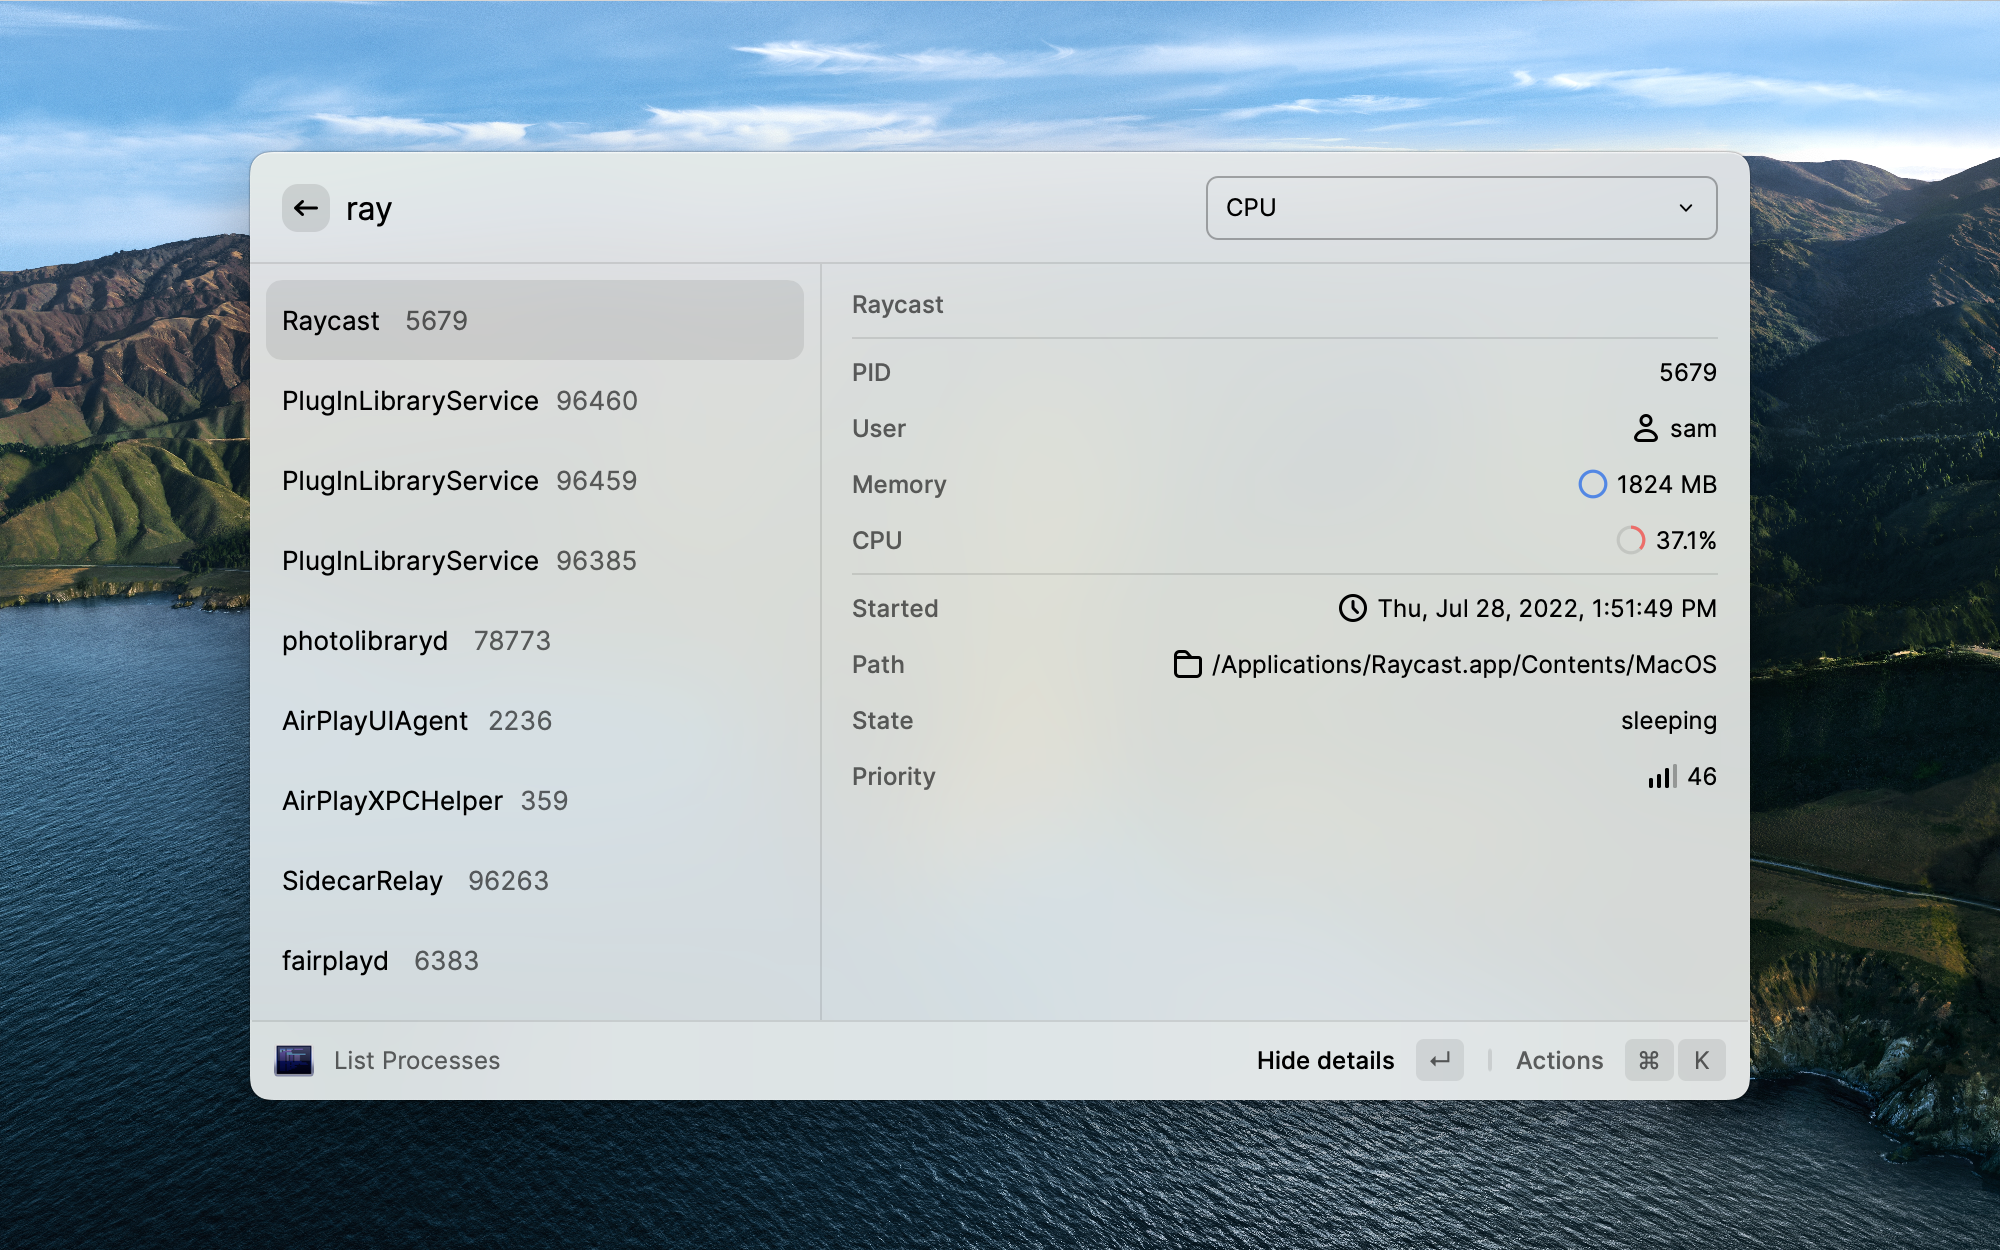 ray
CPU
Raycast 5679
PlugInLibraryService 96460
PlugInLibraryService 96459
PlugInLibraryService 96385
photolibraryd 78773
AirPlayUIAgent 2236
AirPlayXPCHelper 359
SidecarRelay 96263
fairplayd 6383
Raycast
PID 5679
User sam
Memory 1824 MB
CPU 37.1%
Started Thu, Jul 28, 2022, 1:51:49 PM
Path /Applications/Raycast.app/Contents/MacOS
State sleeping
Priority 46
List Processes
Hide details ↵ Actions ⌘ K